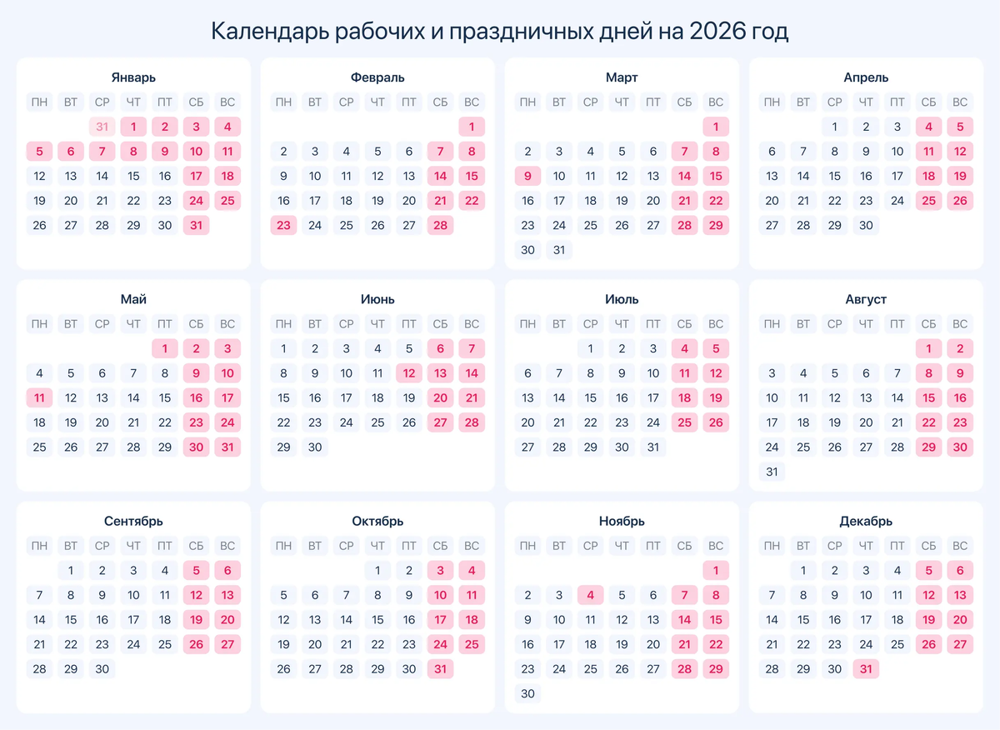 Календарь рабочих и праздничных дней на 2026 год
Январь
ПН ВТ СР ЧТ ПТ СБ ВС
31 1 2 3 4
5 6 7 8 9 10 11
12 13 14 15 16 17 18
19 20 21 22 23 24 25
26 27 28 29 30 31
Февраль
ПН ВТ СР ЧТ ПТ СБ ВС
1
2 3 4 5 6 7 8
9 10 11 12 13 14 15
16 17 18 19 20 21 22
23 24 25 26 27 28
Март
ПН ВТ СР ЧТ ПТ СБ ВС
1
2 3 4 5 6 7 8
9 10 11 12 13 14 15
16 17 18 19 20 21 22
23 24 25 26 27 28 29
30 31
Апрель
ПН ВТ СР ЧТ ПТ СБ ВС
1 2 3 4 5
6 7 8 9 10 11 12
13 14 15 16 17 18 19
20 21 22 23 24 25 26
27 28 29 30
Май
ПН ВТ СР ЧТ ПТ СБ ВС
1 2 3
4 5 6 7 8 9 10
11 12 13 14 15 16 17
18 19 20 21 22 23 24
25 26 27 28 29 30 31
Июнь
ПН ВТ СР ЧТ ПТ СБ ВС
1 2 3 4 5 6 7
8 9 10 11 12 13 14
15 16 17 18 19 20 21
22 23 24 25 26 27 28
29 30
Июль
ПН ВТ СР ЧТ ПТ СБ ВС
1 2 3 4 5
6 7 8 9 10 11 12
13 14 15 16 17 18 19
20 21 22 23 24 25 26
27 28 29 30 31
Август
ПН ВТ СР ЧТ ПТ СБ ВС
1 2
3 4 5 6 7 8 9
10 11 12 13 14 15 16
17 18 19 20 21 22 23
24 25 26 27 28 29 30
31
Сентябрь
ПН ВТ СР ЧТ ПТ СБ ВС
1 2 3 4 5 6
7 8 9 10 11 12 13
14 15 16 17 18 19 20
21 22 23 24 25 26 27
28 29 30
Октябрь
ПН ВТ СР ЧТ ПТ СБ ВС
1 2 3 4
5 6 7 8 9 10 11
12 13 14 15 16 17 18
19 20 21 22 23 24 25
26 27 28 29 30 31
Ноябрь
ПН ВТ СР ЧТ ПТ СБ ВС
1
2 3 4 5 6 7 8
9 10 11 12 13 14 15
16 17 18 19 20 21 22
23 24 25 26 27 28 29
30
Декабрь
ПН ВТ СР ЧТ ПТ СБ ВС
1 2 3 4 5 6
7 8 9 10 11 12 13
14 15 16 17 18 19 20
21 22 23 24 25 26 27
28 29 30 31